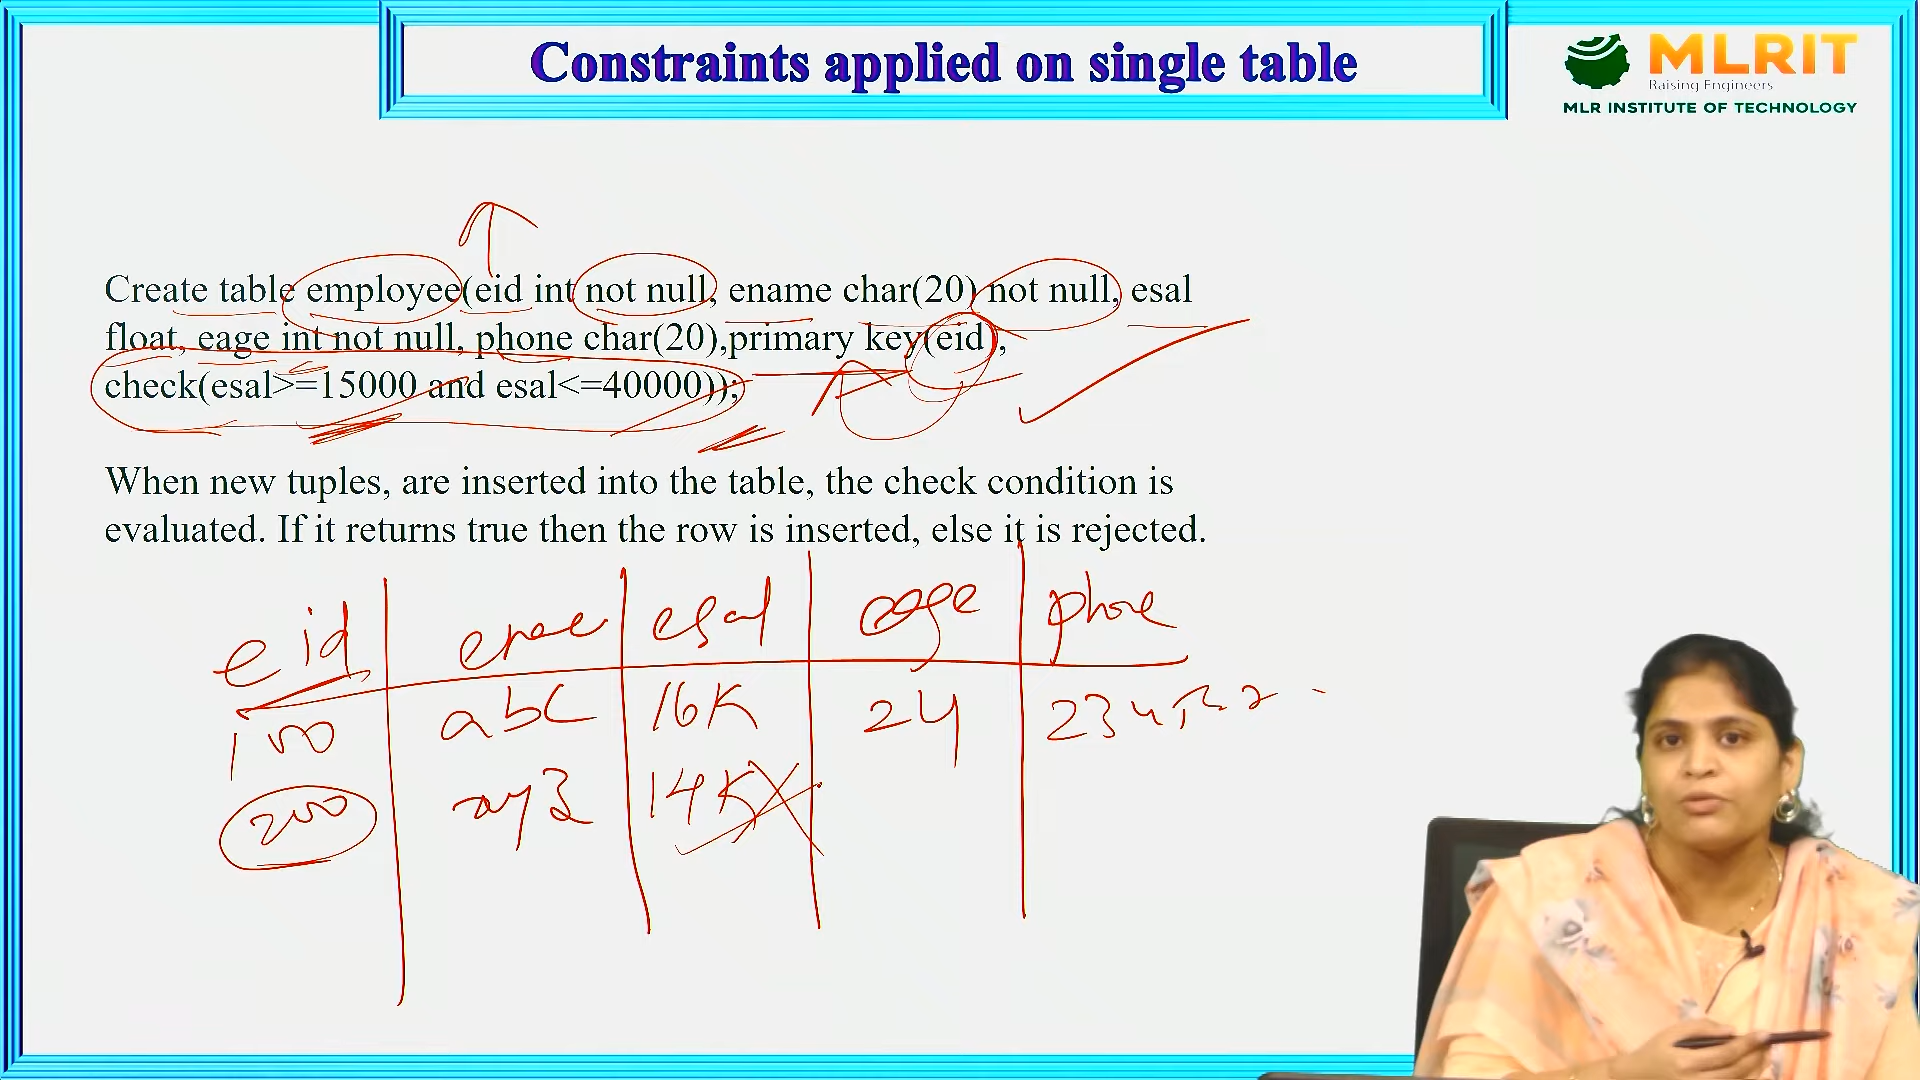 Constraints applied on single table
MLRIT
Raising Engineers
MLR INSTITUTE OF TECHNOLOGY
Create table employee(eid int not null, ename char(20) not null, esal
float, eage int not null, phone char(20),primary key(eid),
check(esal>=15000 and esal<=40000));
When new tuples, are inserted into the table, the check condition is
evaluated. If it returns true then the row is inserted, else it is rejected.
eid esal eage phone
100 abc 16K 24
200 xyz 14K